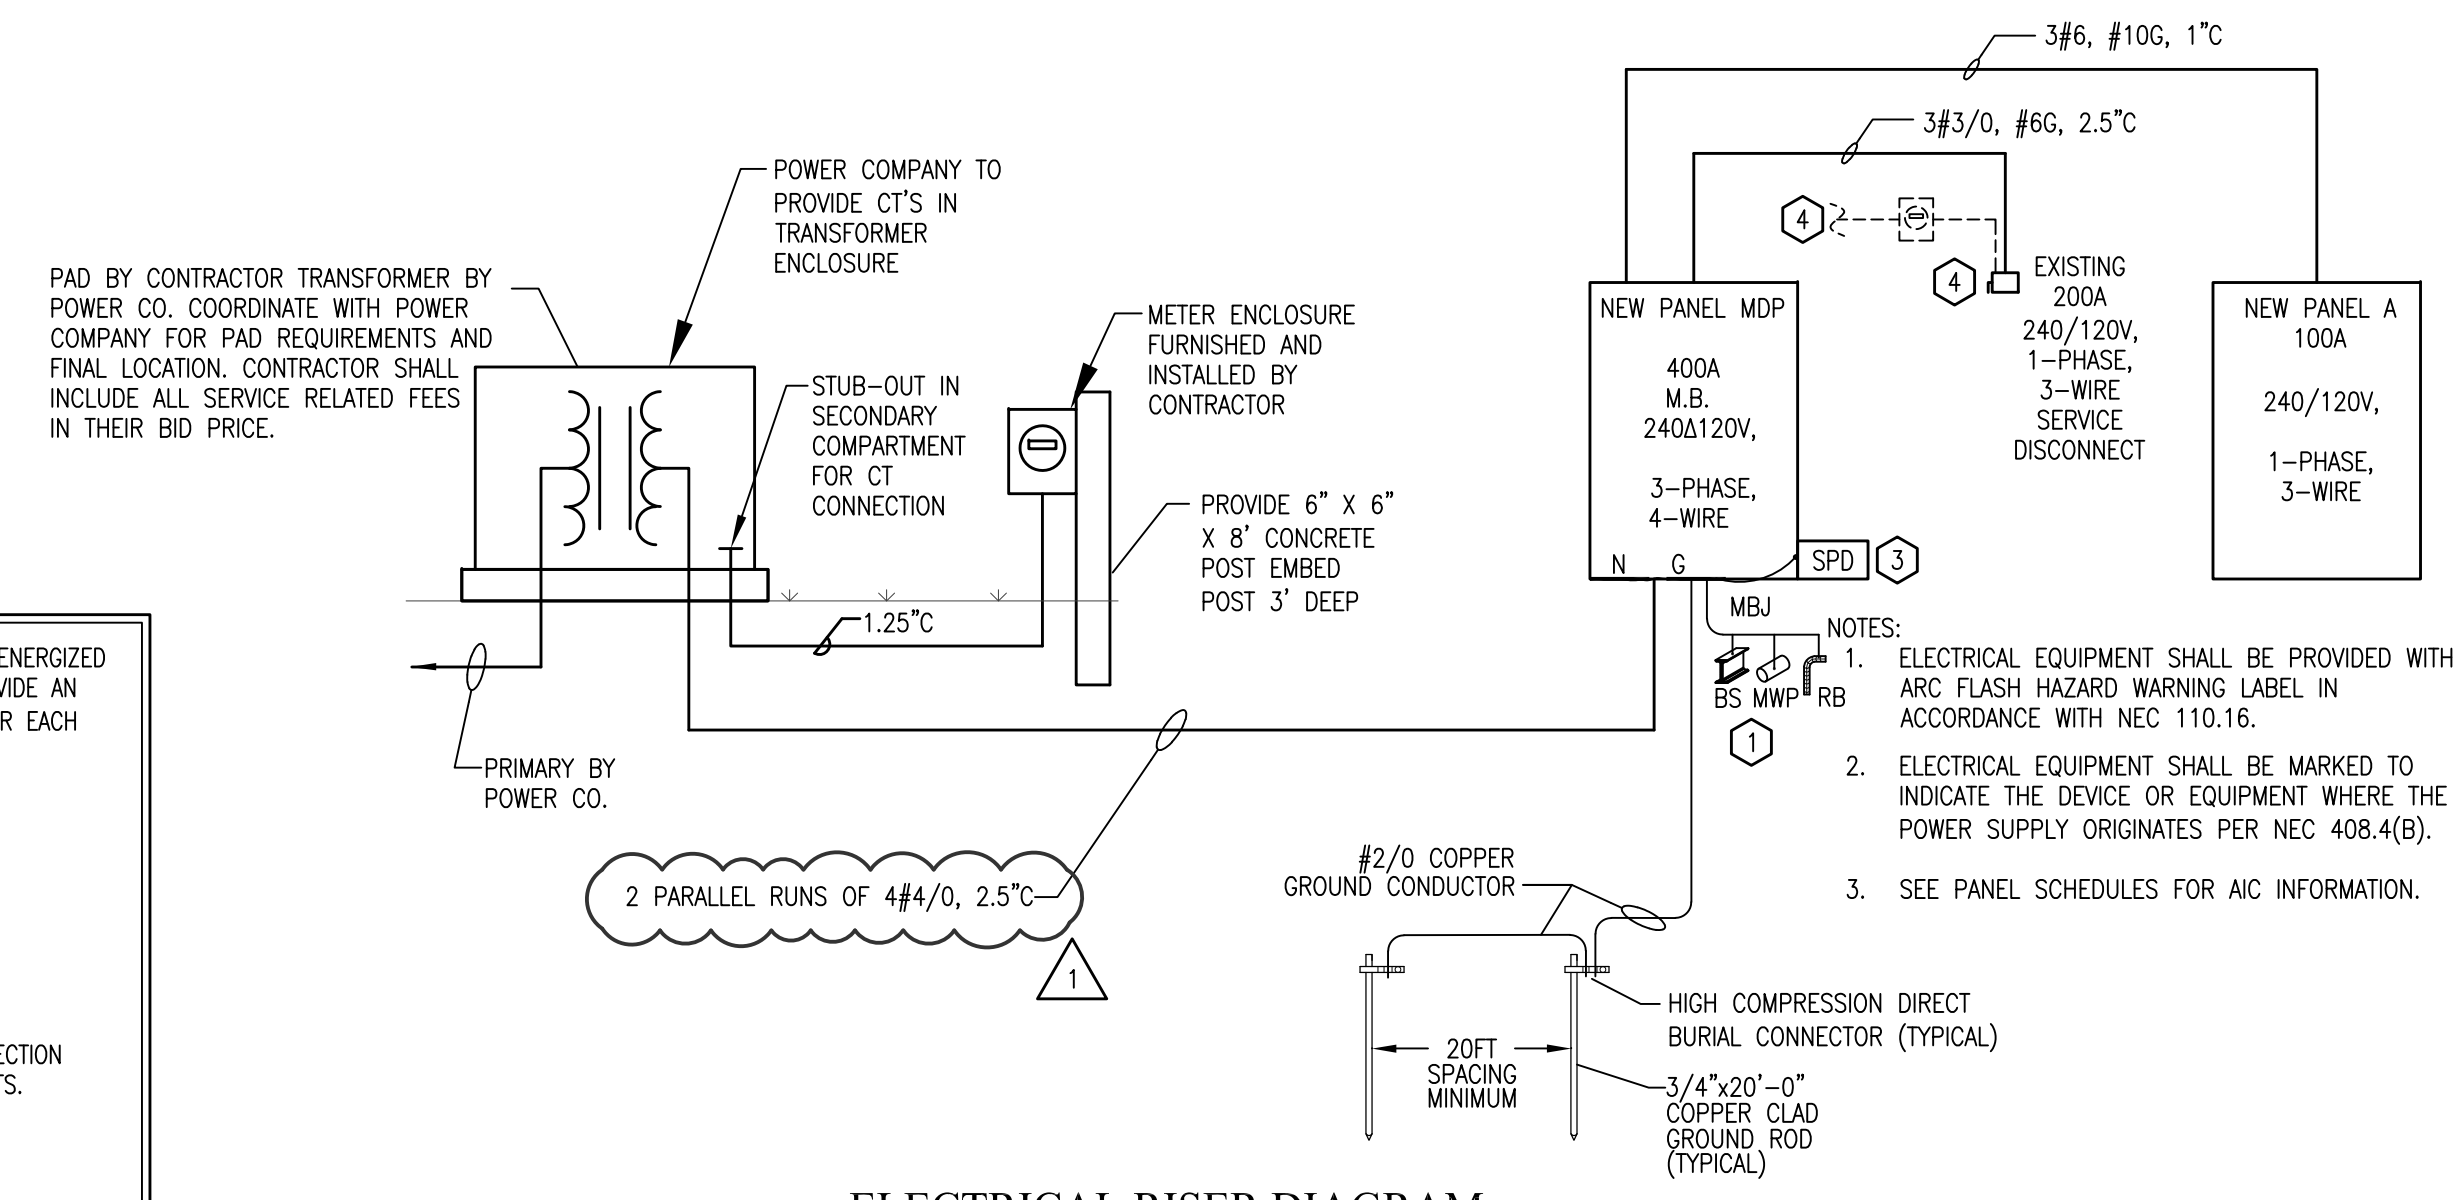 3#6, #10G, 1"C
3#3/0, #6G, 2.5"C
POWER COMPANY TO
PROVIDE CT'S IN
TRANSFORMER
ENCLOSURE
PAD BY CONTRACTOR TRANSFORMER BY
POWER CO. COORDINATE WITH POWER
COMPANY FOR PAD REQUIREMENTS AND
FINAL LOCATION. CONTRACTOR SHALL
INCLUDE ALL SERVICE RELATED FEES
IN THEIR BID PRICE.
STUB-OUT IN
SECONDARY
COMPARTMENT
FOR CT
CONNECTION
METER ENCLOSURE
FURNISHED AND
INSTALLED BY
CONTRACTOR
PROVIDE 6" X 6"
X 8' CONCRETE
POST EMBED
POST 3' DEEP
1.25"C
NEW PANEL MDP
400A
M.B.
240Δ120V,
3-PHASE,
4-WIRE
N G
SPD
3
4
4
EXISTING
200A
240/120V,
1-PHASE,
3-WIRE
SERVICE
DISCONNECT
NEW PANEL A
100A
240/120V,
1-PHASE,
3-WIRE
MBJ
BS MWP RB
1
NOTES:
1. ELECTRICAL EQUIPMENT SHALL BE PROVIDED WITH
ARC FLASH HAZARD WARNING LABEL IN
ACCORDANCE WITH NEC 110.16.
2. ELECTRICAL EQUIPMENT SHALL BE MARKED TO
INDICATE THE DEVICE OR EQUIPMENT WHERE THE
POWER SUPPLY ORIGINATES PER NEC 408.4(B).
3. SEE PANEL SCHEDULES FOR AIC INFORMATION.
ENERGIZED
VIDE AN
R EACH
ECTION
TS.
PRIMARY BY
POWER CO.
2 PARALLEL RUNS OF 4#4/0, 2.5"C
1
#2/0 COPPER
GROUND CONDUCTOR
HIGH COMPRESSION DIRECT
BURIAL CONNECTOR (TYPICAL)
20FT
SPACING
MINIMUM
3/4"x20'-0"
COPPER CLAD
GROUND ROD
(TYPICAL)
ELECTRICAL RISER DIAGRAM